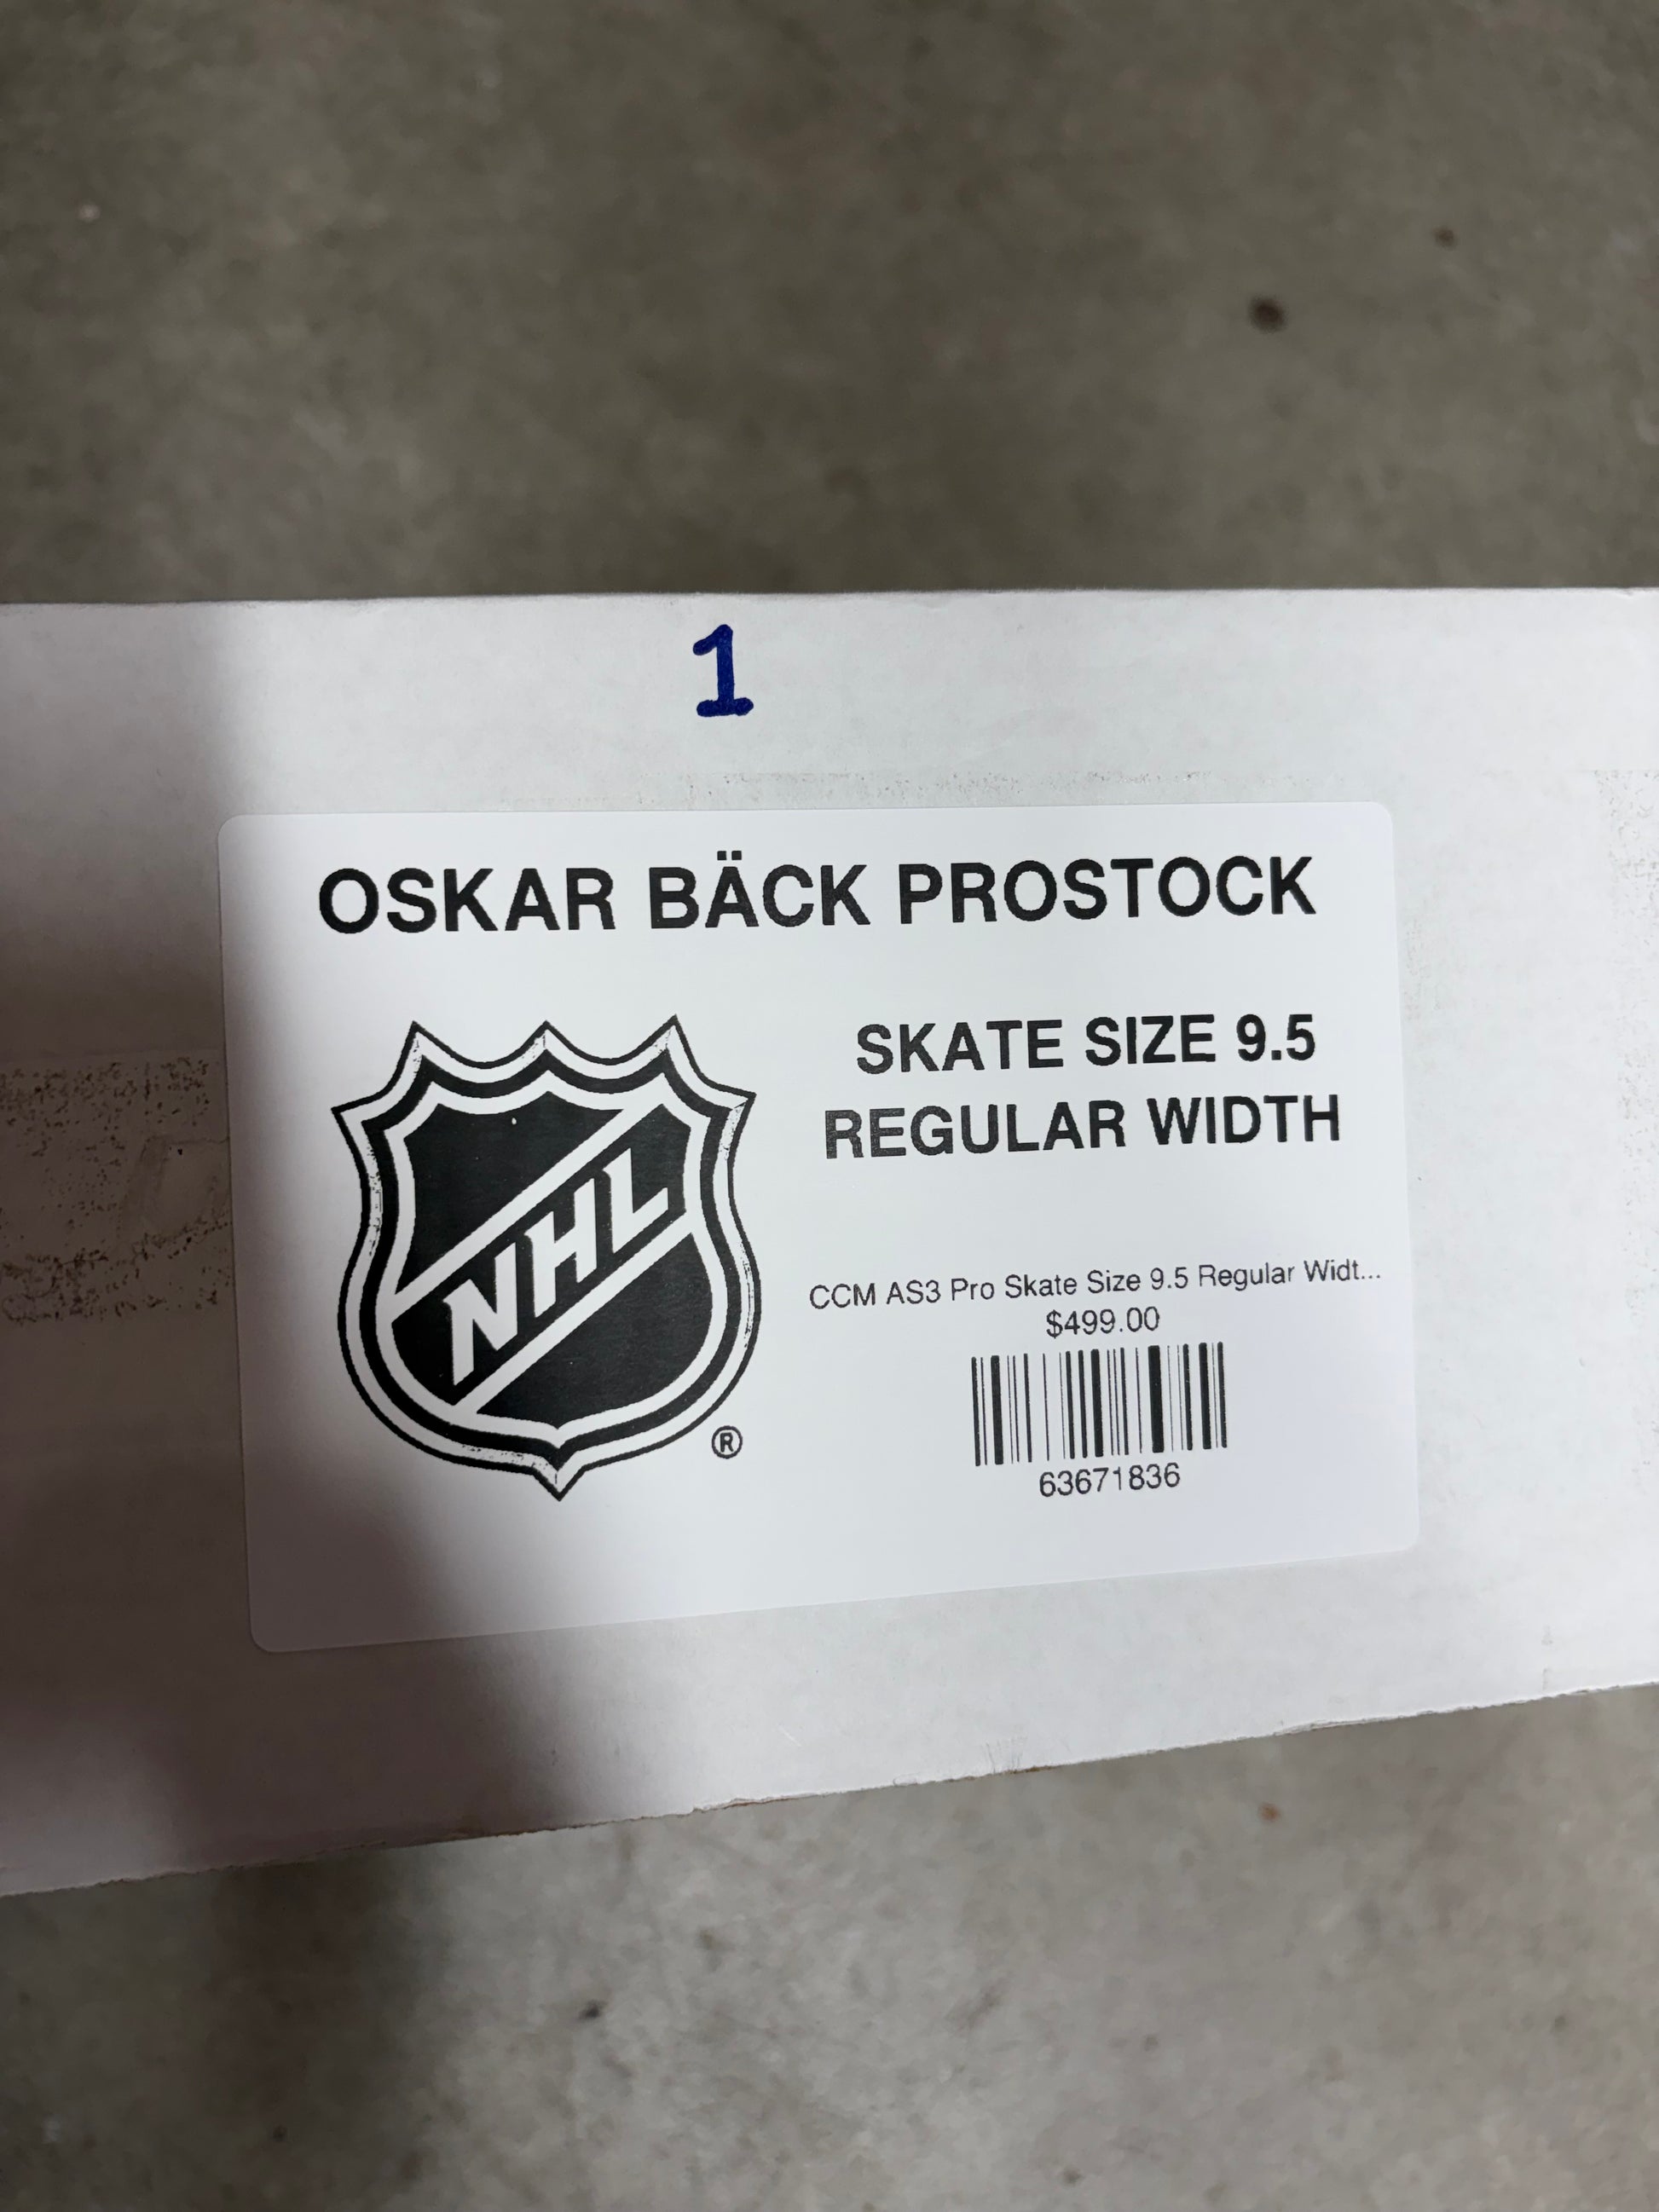 1
OSKAR BÄCK PROSTOCK
SKATE SIZE 9.5
REGULAR WIDTH
NHL
®
CCM AS3 Pro Skate Size 9.5 Regular Widt...
$499.00
63671836